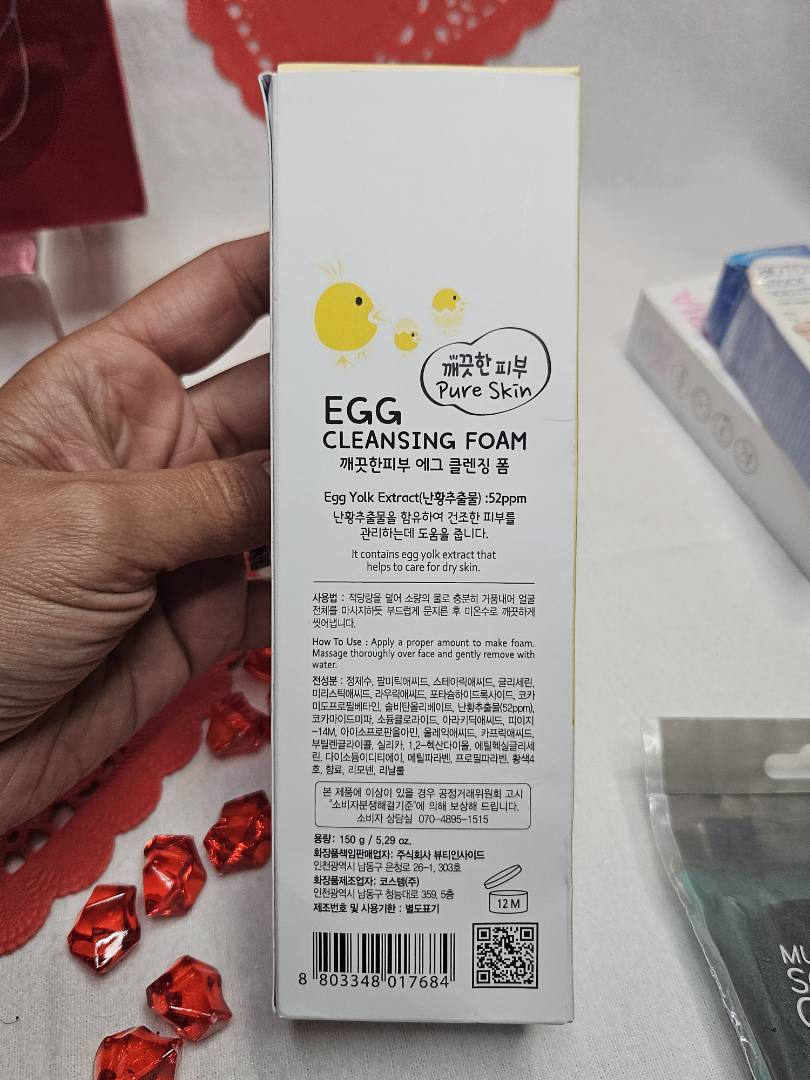 깨끗한 피부
Pure Skin
EGG
CLEANSING FOAM
깨끗한피부 에그 클렌징 폼
Egg Yolk Extract(난황추출물) :52ppm
난황추출물을 함유하여 건조한 피부를
관리하는데 도움을 줍니다.
It contains egg yolk extract that
helps to care for dry skin.
사용법 : 적당량을 덜어 소량의 물로 충분히 거품내어 얼굴
전체를 마사지하듯 부드럽게 문지른 후 미온수로 깨끗하게
씻어냅니다.
How To Use : Apply a proper amount to make foam.
Massage thoroughly over face and gently remove with
water.
전성분 : 정제수, 팔미틱애씨드, 스테아릭애씨드, 글리세린,
미리스틱애씨드, 라우릭애씨드, 포타슘하이드록사이드, 코카
미도프로필베타인, 솔비탄올리베이트, 난황추출물(52ppm),
코카마이드미파, 소듐클로라이드, 아라키딕애씨드, 피이지
-14M, 아이소프로판올아민, 올레익애씨드, 카프릭애씨드,
부틸렌글라이콜, 실리카, 1,2-헥산다이올, 에틸헥실글리세
린, 다이소듐이디티에이, 메틸파라벤, 프로필파라벤, 황색4
호, 향료, 리모넨, 리날룰
본 제품에 이상이 있을 경우 공정거래위원회 고시
"소비자분쟁해결기준"에 의해 보상해 드립니다.
소비자 상담실 070-4895-1515
용량: 150 g / 5.29 oz.
화장품책임판매업자: 주식회사 뷰티인사이드
인천광역시 남동구 은청로 26-1, 303호
화장품제조업자: 코스템(주)
인천광역시 남동구 청능대로 359, 5층
제조번호 및 사용기한 : 별도표기
12 M
8 803348 017684
MU